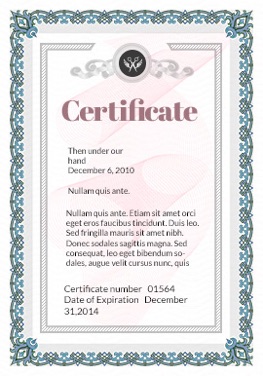 Certificate
Then under our
hand
December 6, 2010
Nullam quis ante.
Nullam quis ante. Etiam sit amet orci
eget eros faucibus tincidunt. Duis leo.
Sed fringilla mauris sit amet nibh.
Donec sodales sagittis magna. Sed
consequat, leo eget bibendum so-
dales, augue velit cursus nunc, quis
Certificate number 01564
Date of Expiration December
31,2014